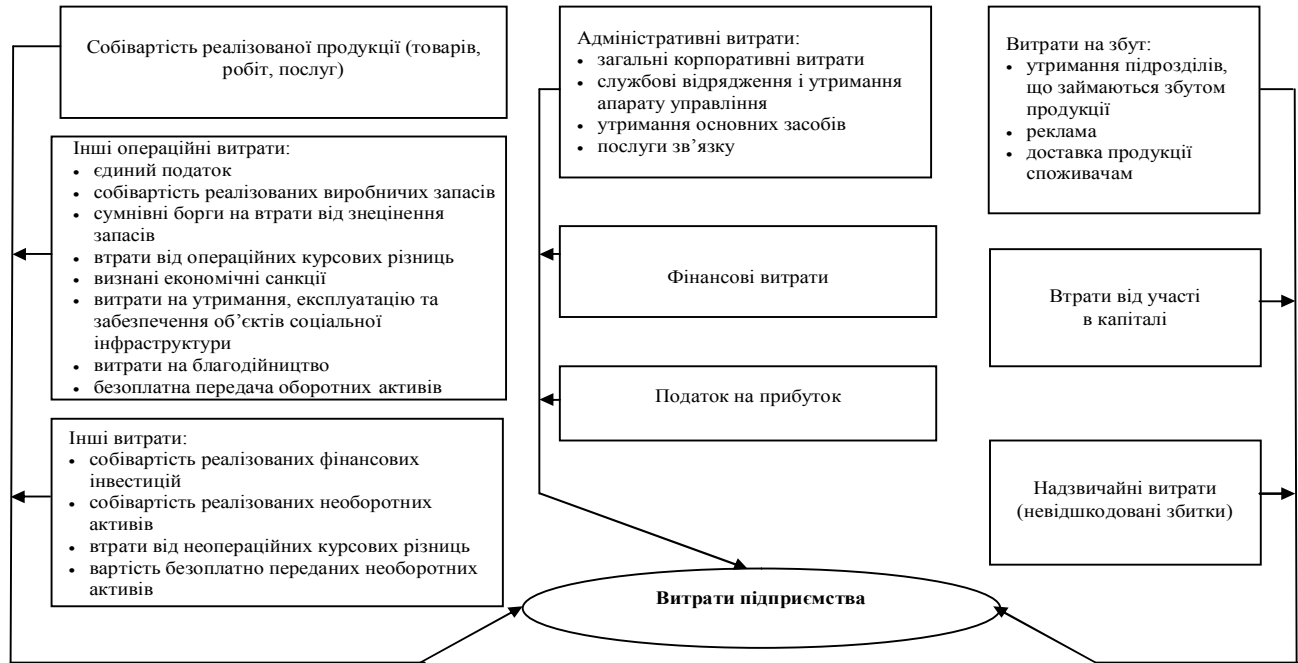 Собівартість реалізованої продукції (товарів,
робіт, послуг)
Інші операційні витрати:
• єдиний податок
• собівартість реалізованих виробничих запасів
• сумнівні борги на втрати від знецінення
запасів
• втрати від операційних курсових різниць
• визнані економічні санкції
• витрати на утримання, експлуатацію та
забезпечення об’єктів соціальної
інфраструктури
• витрати на благодійництво
• безоплатна передача оборотних активів
Інші витрати:
• собівартість реалізованих фінансових
інвестицій
• собівартість реалізованих необоротних
активів
• втрати від неопераційних курсових різниць
• вартість безоплатно переданих необоротних
активів
Адміністративні витрати:
• загальні корпоративні витрати
• службові відрядження і утримання
апарату управління
• утримання основних засобів
• послуги зв’язку
Фінансові витрати
Податок на прибуток
Витрати на збут:
• утримання підрозділів,
що займаються збутом
продукції
• реклама
• доставка продукції
споживачам
Втрати від участі
в капіталі
Надзвичайні витрати
(невідшкодовані збитки)
Витрати підприємства